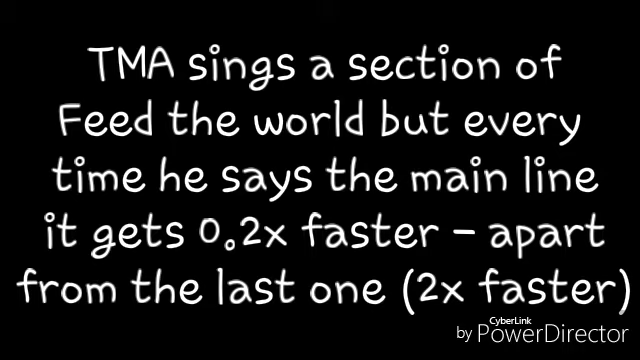 TMA sings a section of
Feed the world but every
time he says the main line
it gets 0.2x faster - apart
from the last one (2x faster)
CyberLink
by PowerDirector